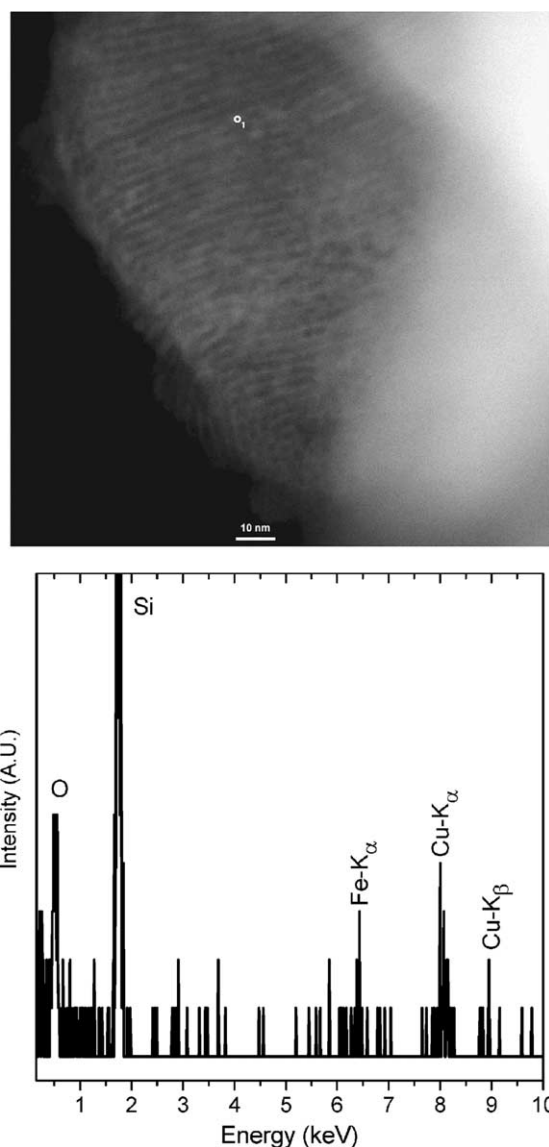 1
10 nm
Si
O
Fe-Kα
Cu-Kα
Cu-Kβ
Intensity (A.U.)
1 2 3 4 5 6 7 8 9 10
Energy (keV)